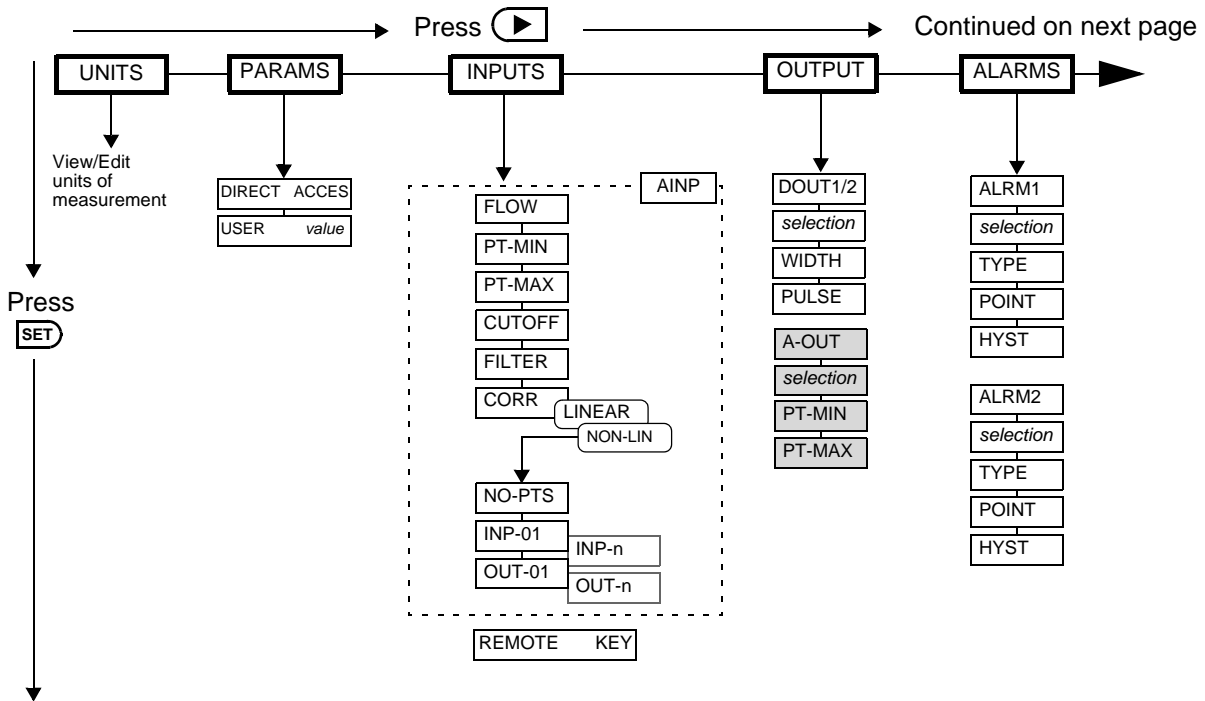 Press
Continued on next page
UNITS
PARAMS
INPUTS
OUTPUT
ALARMS
View/Edit
units of
measurement
Press
SET
DIRECT ACCES
USER value
AINP
FLOW
PT-MIN
PT-MAX
CUTOFF
FILTER
CORR
LINEAR
NON-LIN
NO-PTS
INP-01
INP-n
OUT-01
OUT-n
REMOTE KEY
DOUT1/2
selection
WIDTH
PULSE
A-OUT
selection
PT-MIN
PT-MAX
ALRM1
selection
TYPE
POINT
HYST
ALRM2
selection
TYPE
POINT
HYST